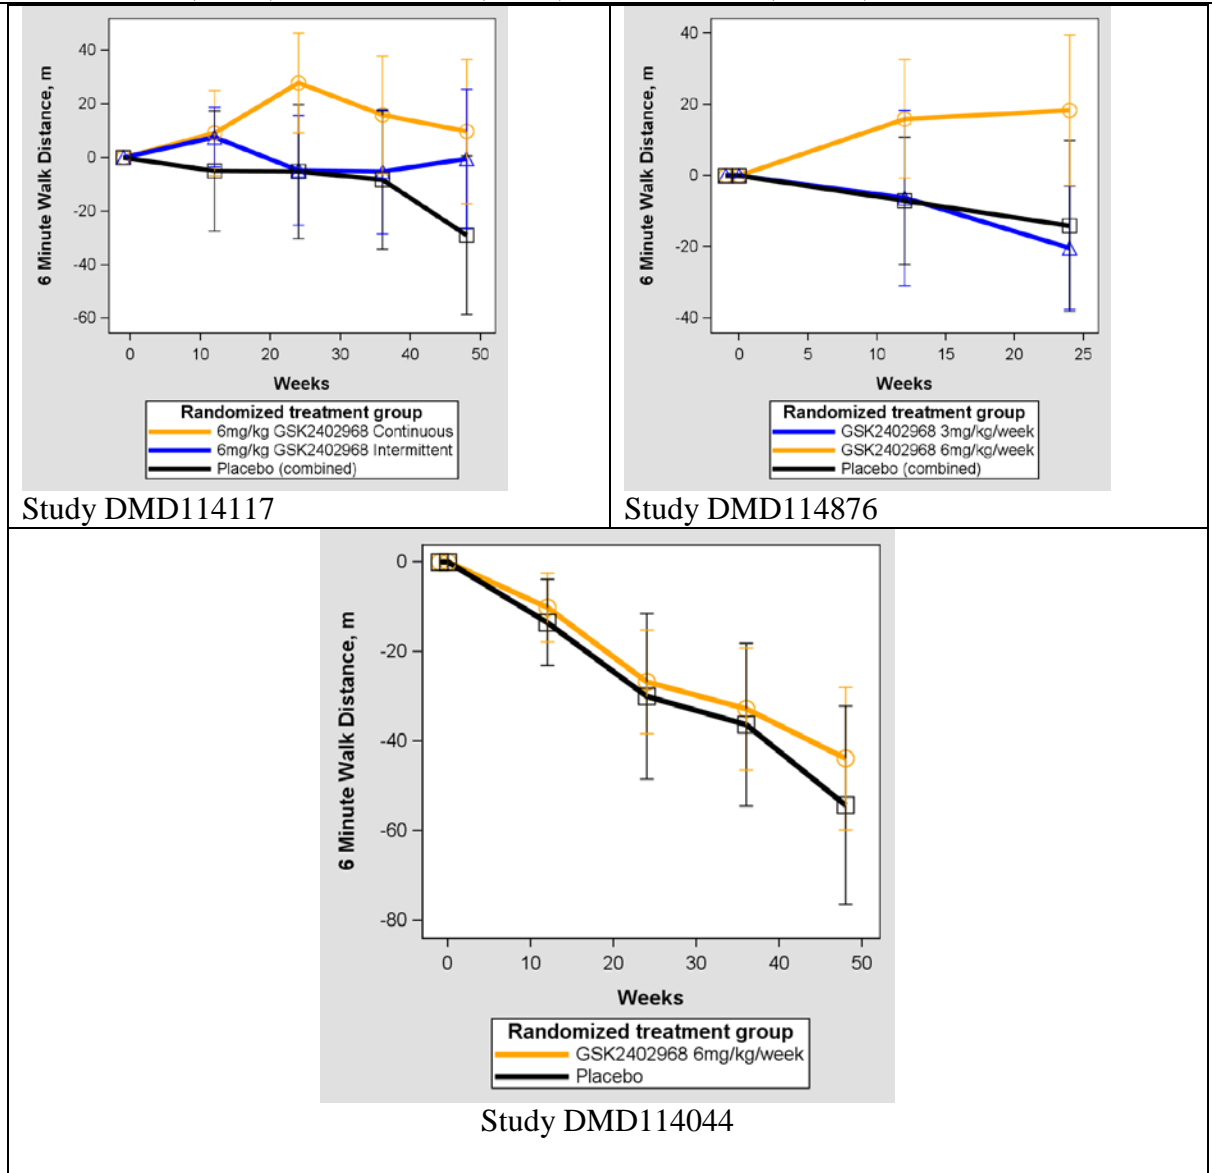 40
20
0
-20
-40
-60
6 Minute Walk Distance, m
0 10 20 30 40 50
Weeks
Randomized treatment group
6mg/kg GSK2402968 Continuous
6mg/kg GSK2402968 Intermittent
Placebo (combined)
Study DMD114117
40
20
0
-20
-40
6 Minute Walk Distance, m
0 5 10 15 20 25
Weeks
Randomized treatment group
GSK2402968 3mg/kg/week
GSK2402968 6mg/kg/week
Placebo (combined)
Study DMD114876
0
-20
-40
-60
-80
6 Minute Walk Distance, m
0 10 20 30 40 50
Weeks
Randomized treatment group
GSK2402968 6mg/kg/week
Placebo
Study DMD114044